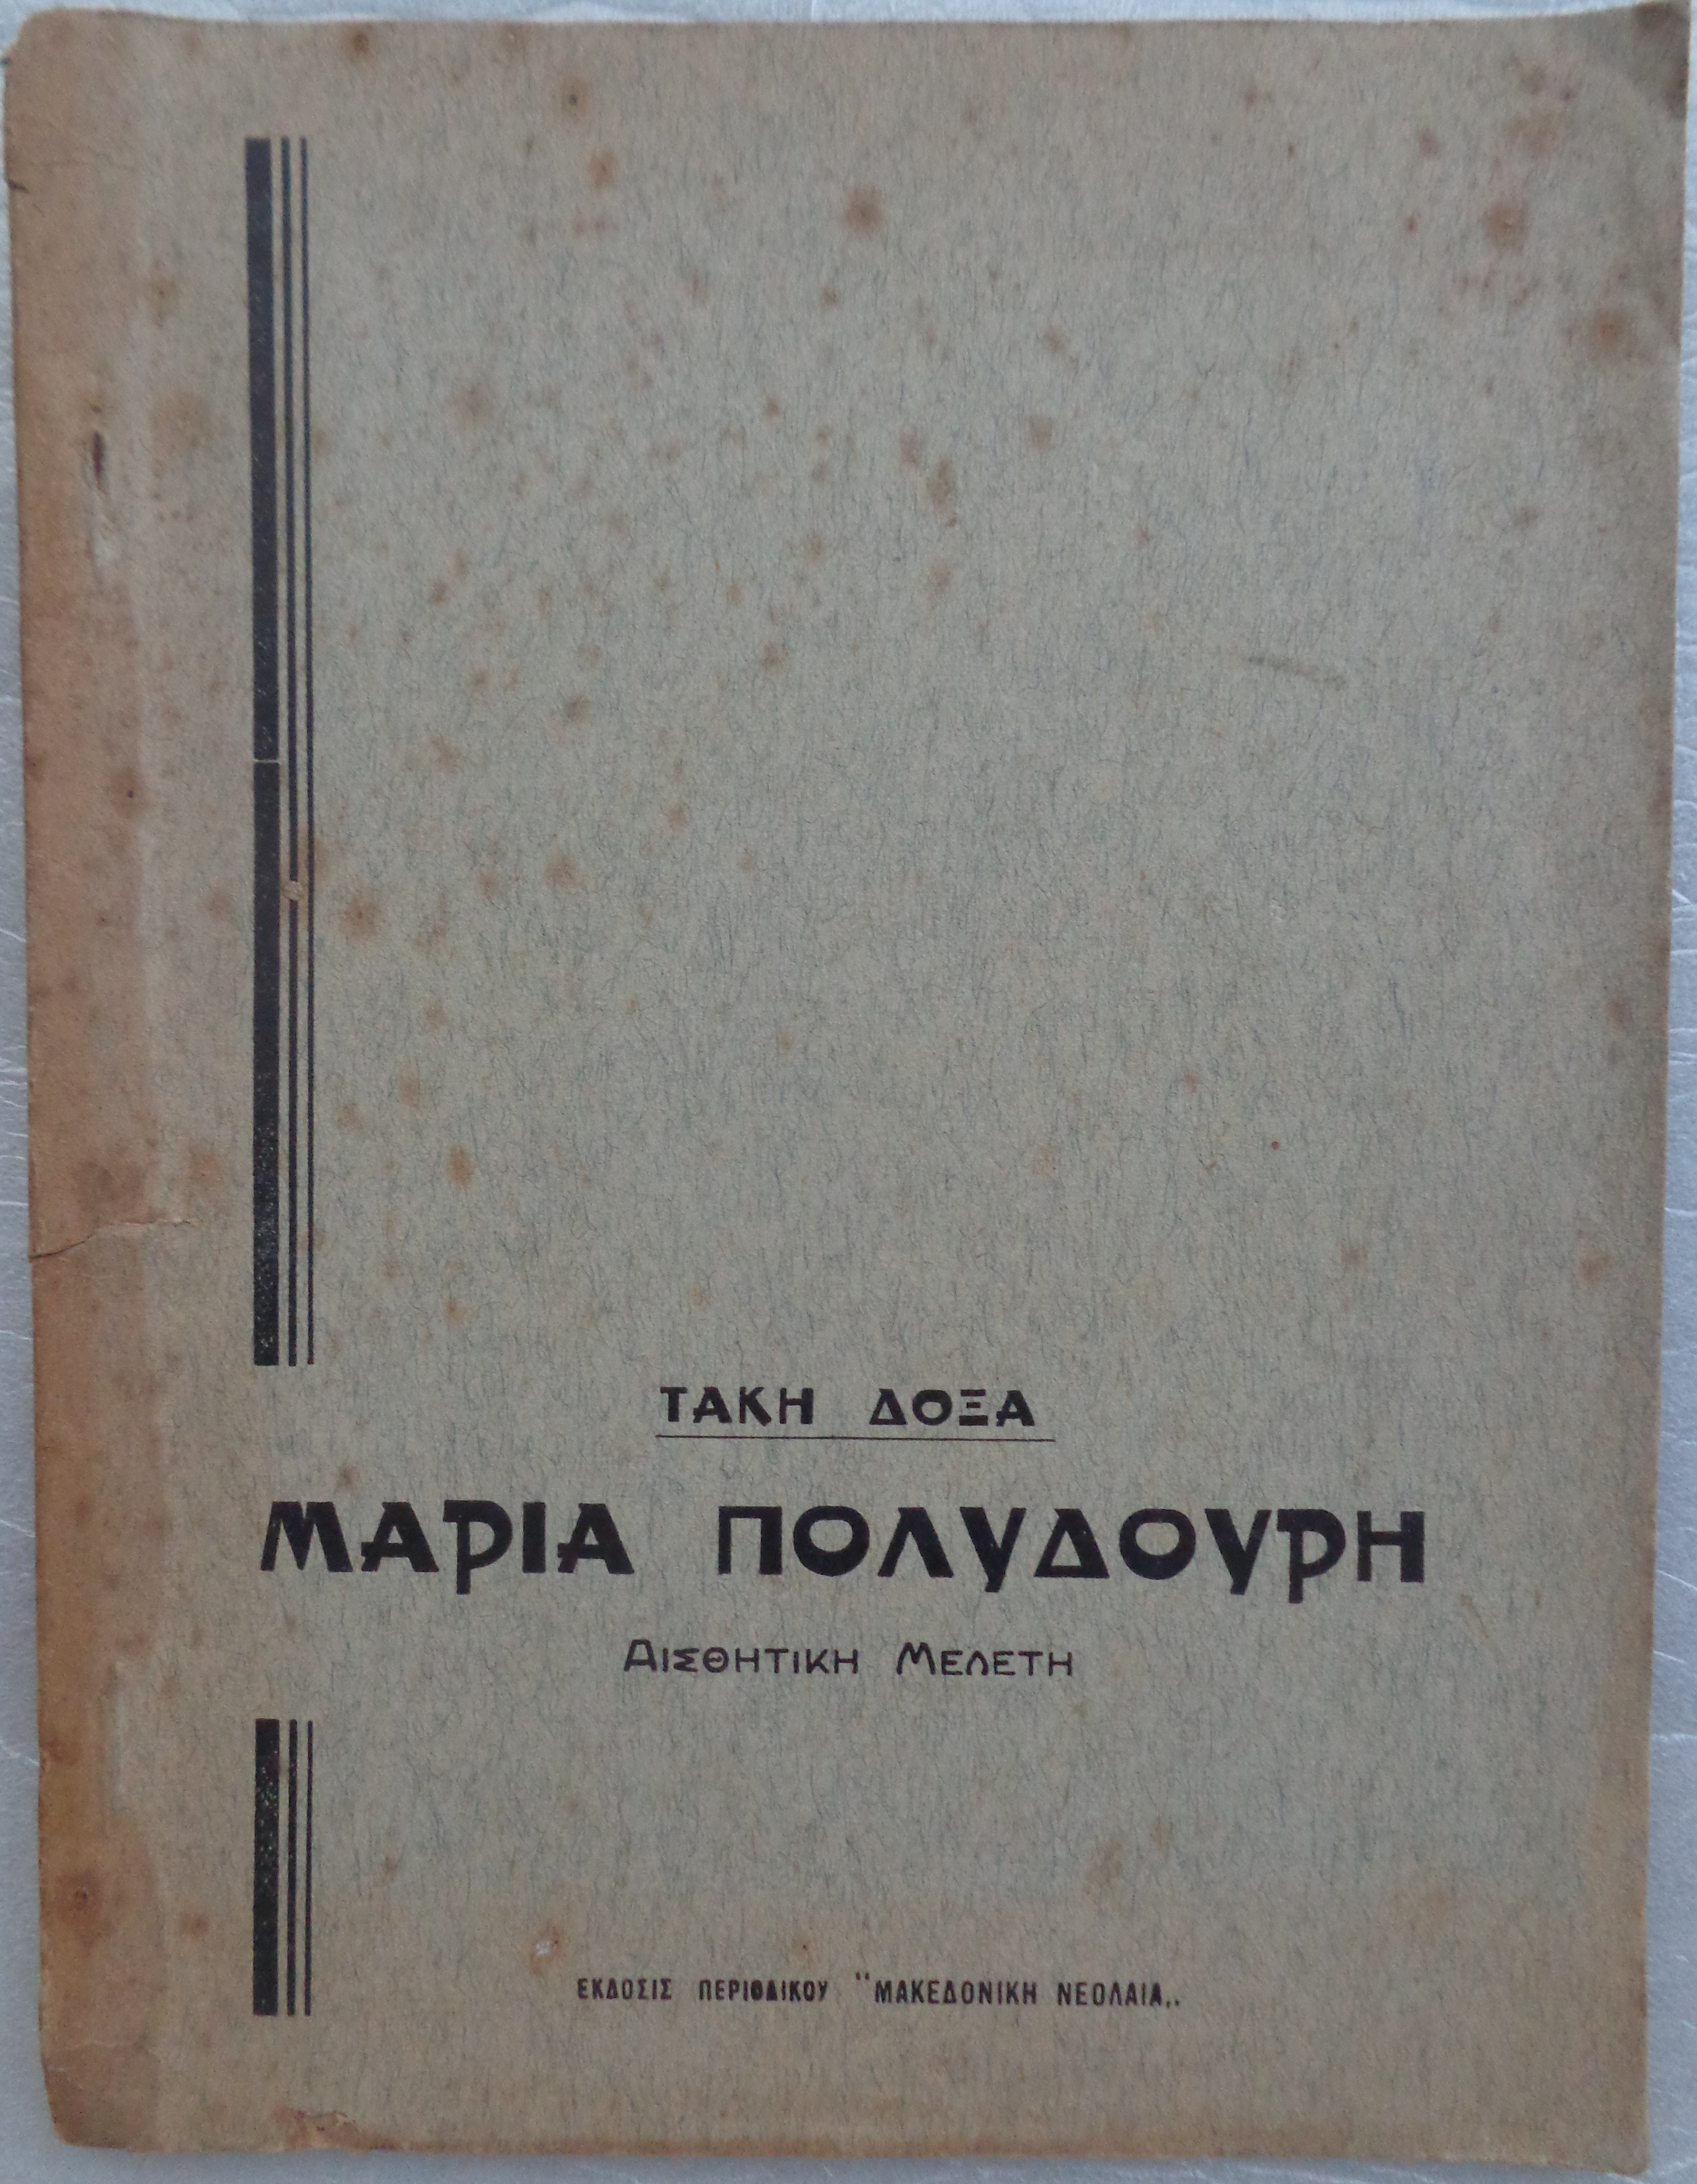 ΤΑΚΗ ΔΟΞΑ
ΜΑΡΙΑ ΠΟΛΥΔΟΥΡΗ
ΑΙΣΘΗΤΙΚΗ ΜΕΛΕΤΗ
ΕΚΔΟΣΙΣ ΠΕΡΙΟΔΙΚΟΥ "ΜΑΚΕΔΟΝΙΚΗ ΝΕΟΛΑΙΑ„